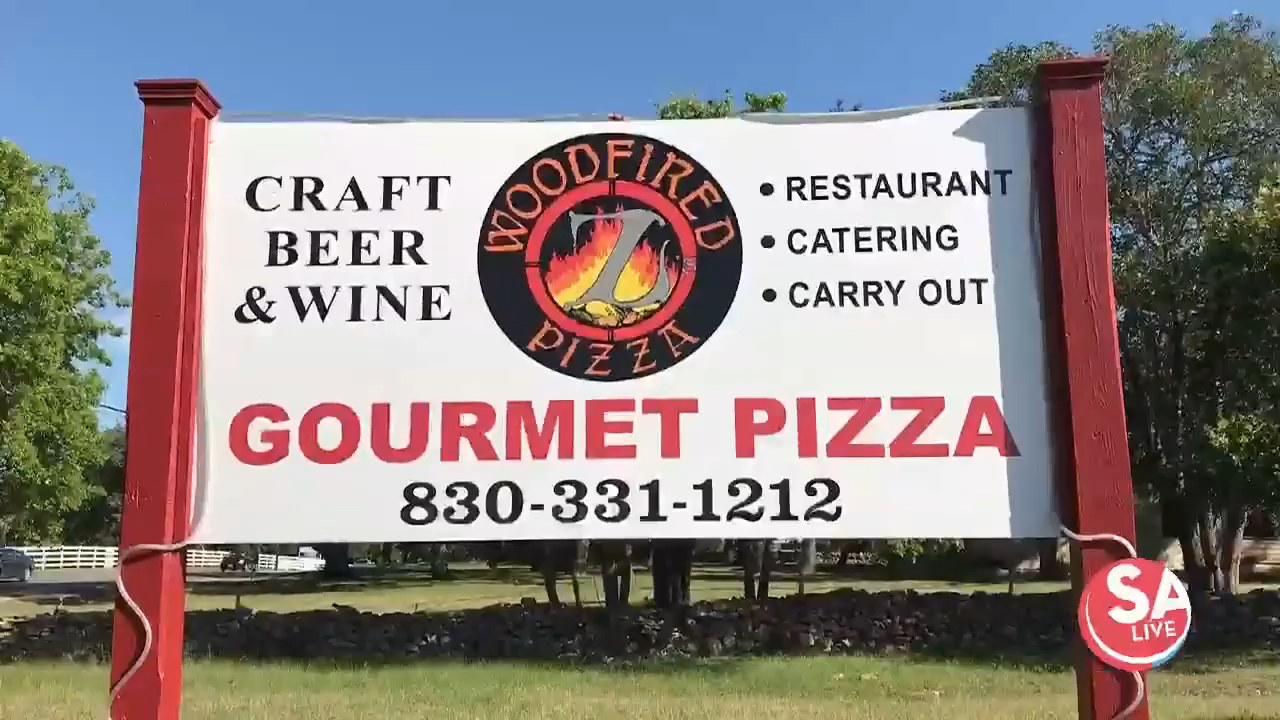 CRAFT
BEER
& WINE
WOODFIRED
Z
PIZZA
• RESTAURANT
• CATERING
• CARRY OUT
GOURMET PIZZA
830-331-1212
SA
LIVE